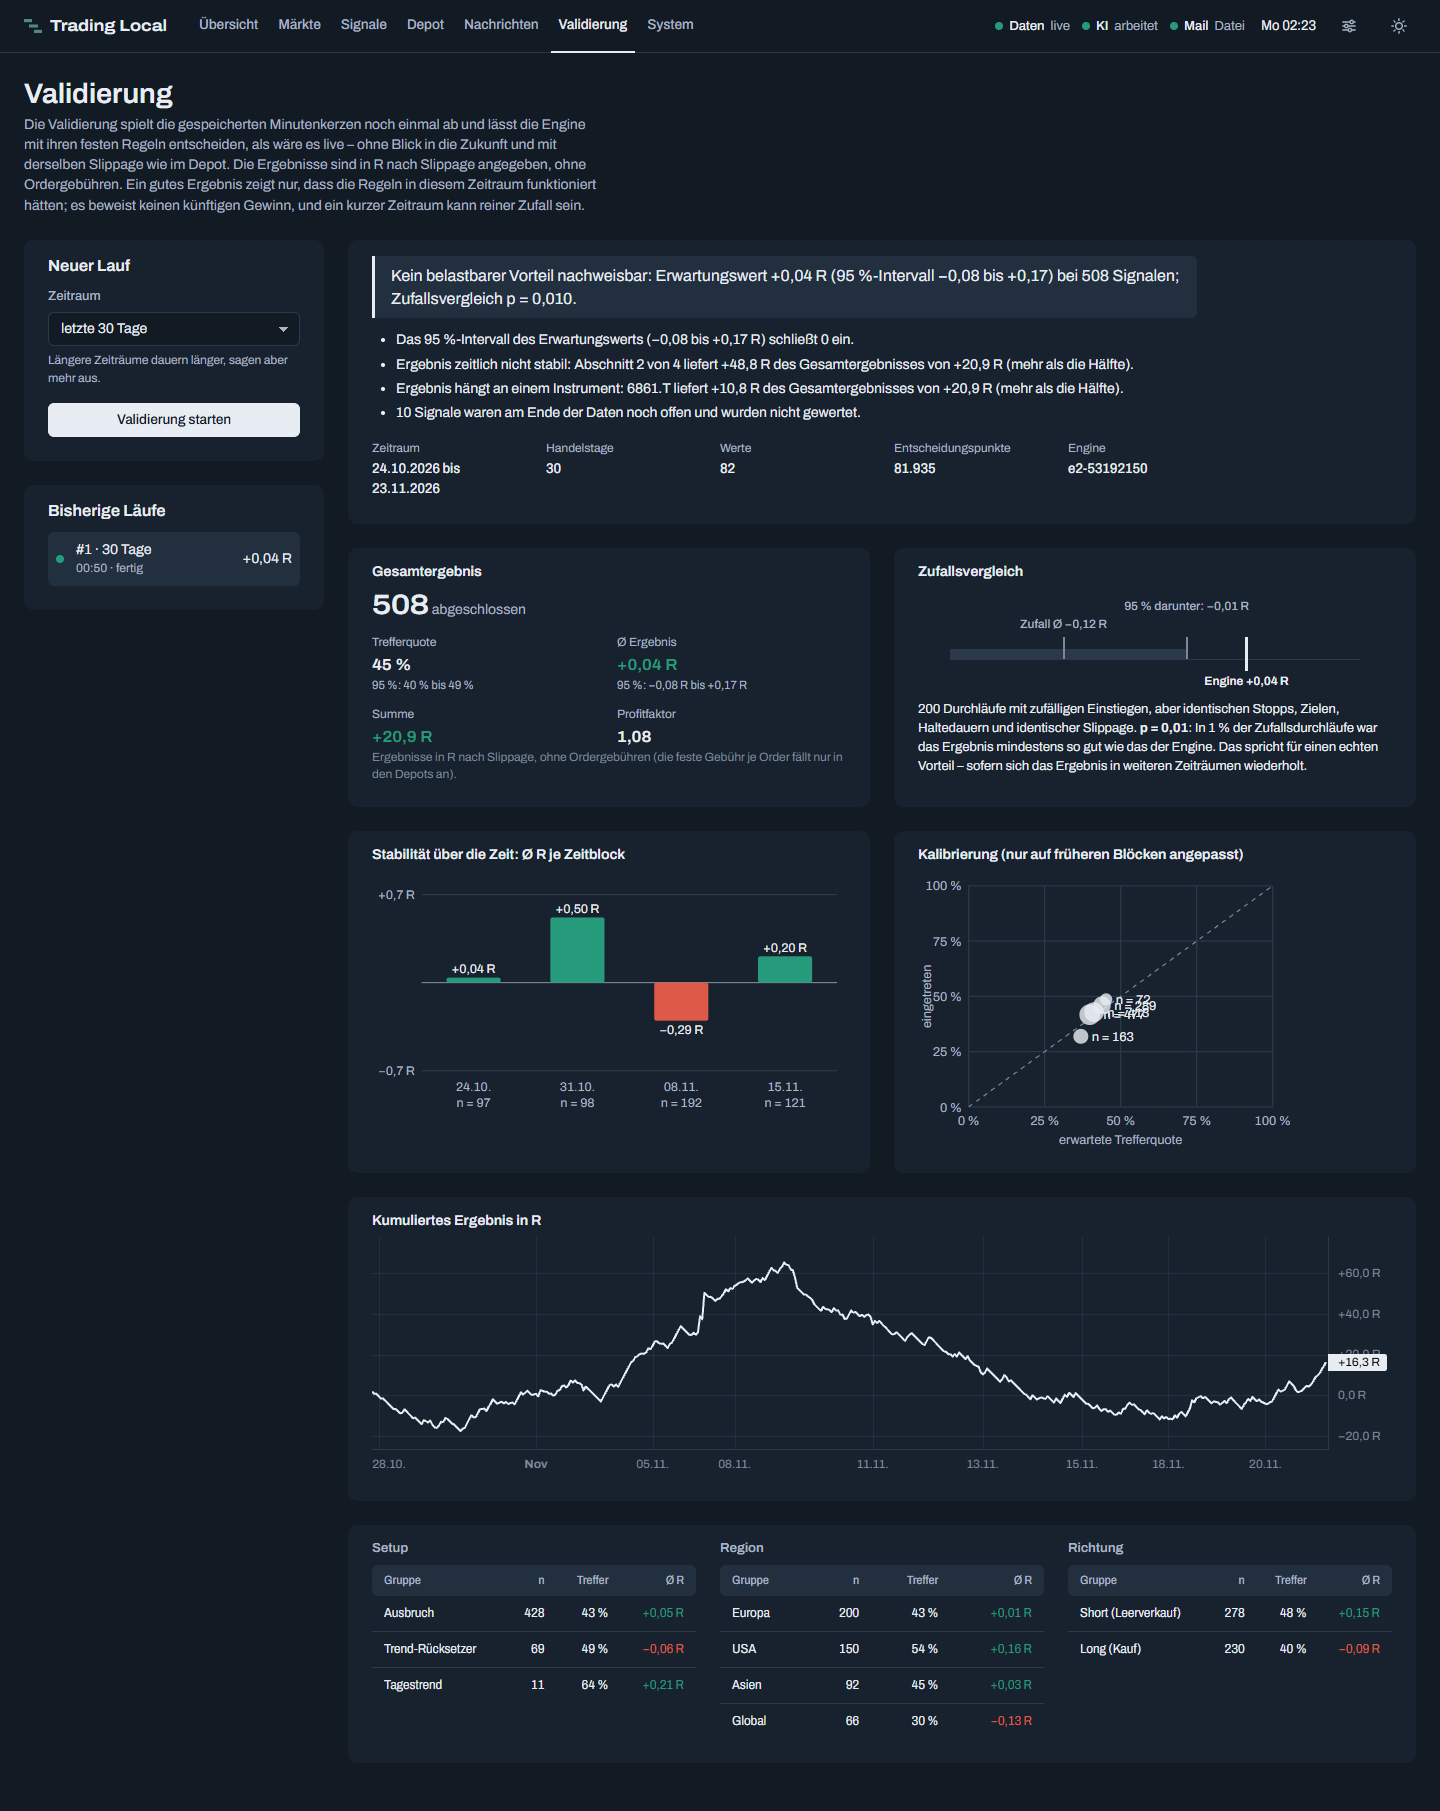 Trading Local
Übersicht
Märkte
Signale
Depot
Nachrichten
Validierung
System
Daten live
KI arbeitet
Mail Datei
Mo 02:23
Validierung
Die Validierung spielt die gespeicherten Minutenkerzen noch einmal ab und lässt die Engine
mit ihren festen Regeln entscheiden, als wäre es live – ohne Blick in die Zukunft und mit
derselben Slippage wie im Depot. Die Ergebnisse sind in R nach Slippage angegeben, ohne
Ordergebühren. Ein gutes Ergebnis zeigt nur, dass die Regeln in diesem Zeitraum funktioniert
hätten; es beweist keinen künftigen Gewinn, und ein kurzer Zeitraum kann reiner Zufall sein.
Neuer Lauf
Zeitraum
letzte 30 Tage
Längere Zeiträume dauern länger, sagen aber
mehr aus.
Validierung starten
Bisherige Läufe
#1 · 30 Tage
00:50 · fertig
+0,04 R
Kein belastbarer Vorteil nachweisbar: Erwartungswert +0,04 R (95 %-Intervall −0,08 bis +0,17) bei 508 Signalen;
Zufallsvergleich p = 0,010.
• Das 95 %-Intervall des Erwartungswerts (−0,08 bis +0,17 R) schließt 0 ein.
• Ergebnis zeitlich nicht stabil: Abschnitt 2 von 4 liefert +48,8 R des Gesamtergebnisses von +20,9 R (mehr als die Hälfte).
• Ergebnis hängt an einem Instrument: 6861.T liefert +10,8 R des Gesamtergebnisses von +20,9 R (mehr als die Hälfte).
• 10 Signale waren am Ende der Daten noch offen und wurden nicht gewertet.
Zeitraum
24.10.2026 bis
23.11.2026
Handelstage
30
Werte
82
Entscheidungspunkte
81.935
Engine
e2-53192150
Gesamtergebnis
508 abgeschlossen
Trefferquote
45 %
95 %: 40 % bis 49 %
Ø Ergebnis
+0,04 R
95 %: −0,08 R bis +0,17 R
Summe
+20,9 R
Profitfaktor
1,08
Ergebnisse in R nach Slippage, ohne Ordergebühren (die feste Gebühr je Order fällt nur in
den Depots an).
Zufallsvergleich
95 % darunter: −0,01 R
Zufall Ø −0,12 R
Engine +0,04 R
200 Durchläufe mit zufälligen Einstiegen, aber identischen Stopps, Zielen,
Haltedauern und identischer Slippage. p = 0,01: In 1 % der Zufallsdurchläufe war
das Ergebnis mindestens so gut wie das der Engine. Das spricht für einen echten
Vorteil – sofern sich das Ergebnis in weiteren Zeiträumen wiederholt.
Stabilität über die Zeit: Ø R je Zeitblock
+0,7 R
+0,04 R
+0,50 R
−0,29 R
+0,20 R
−0,7 R
24.10.
n = 97
31.10.
n = 98
08.11.
n = 192
15.11.
n = 121
Kalibrierung (nur auf früheren Blöcken angepasst)
100 %
75 %
50 %
25 %
0 %
eingetreten
n = 72
n = 163
0 %
25 %
50 %
75 %
100 %
erwartete Trefferquote
Kumuliertes Ergebnis in R
+60,0 R
+40,0 R
+16,3 R
0,0 R
−20,0 R
28.10.
Nov
05.11.
08.11.
11.11.
13.11.
15.11.
18.11.
20.11.
Setup
Gruppe n Treffer Ø R
Ausbruch 428 43 % +0,05 R
Trend-Rücksetzer 69 49 % −0,06 R
Tagestrend 11 64 % +0,21 R
Region
Gruppe n Treffer Ø R
Europa 200 43 % +0,01 R
USA 150 54 % +0,16 R
Asien 92 45 % +0,03 R
Global 66 30 % −0,13 R
Richtung
Gruppe n Treffer Ø R
Short (Leerverkauf) 278 48 % +0,15 R
Long (Kauf) 230 40 % −0,09 R